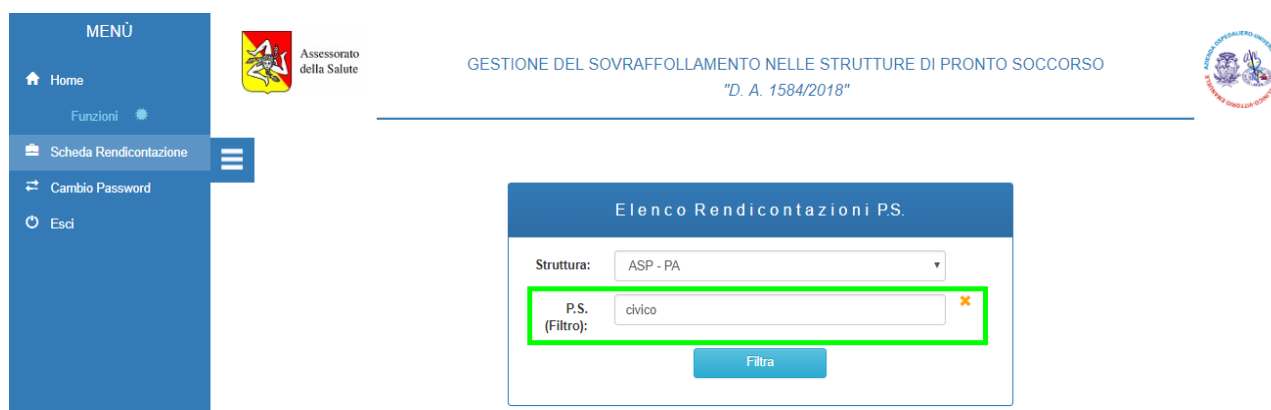 MENÙ
Home
Funzioni
Scheda Rendicontazione
Cambio Password
Esci
Assessorato
della Salute
GESTIONE DEL SOVRAFFOLLAMENTO NELLE STRUTTURE DI PRONTO SOCCORSO
"D. A. 1584/2018"
Elenco Rendicontazioni P.S.
Struttura:
ASP - PA
P.S.
(Filtro):
civico
Filtra